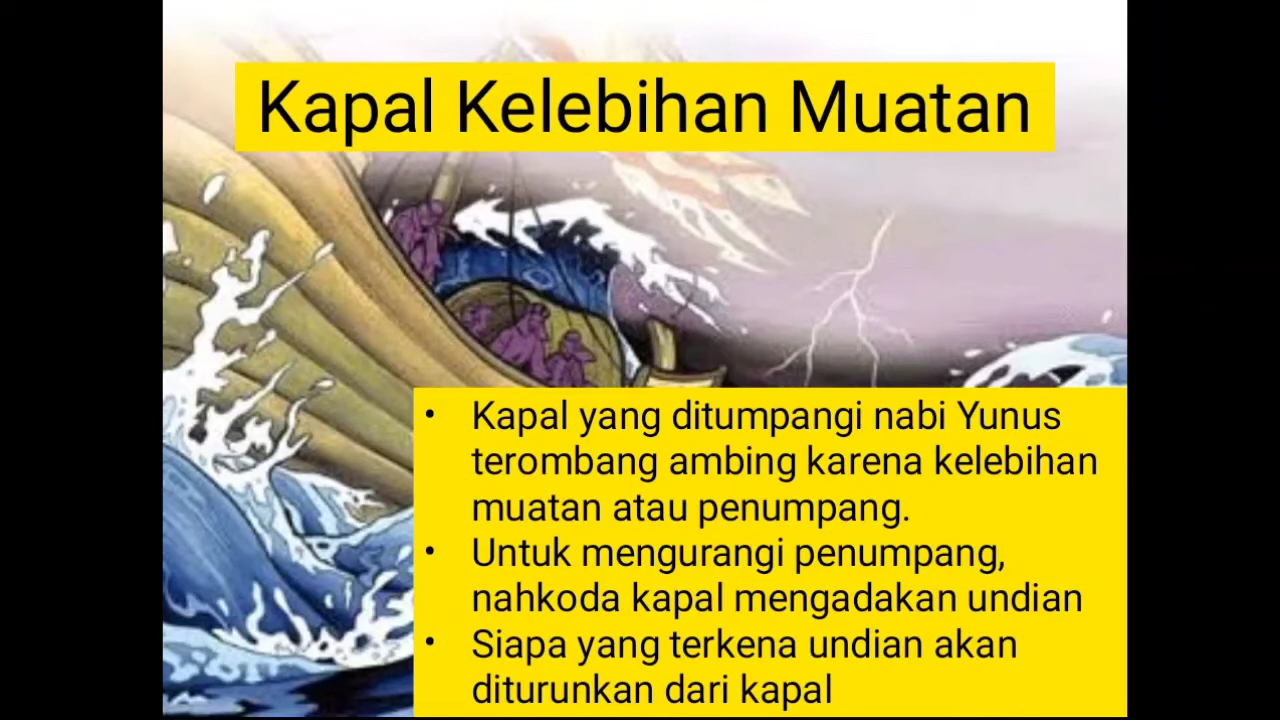 Kapal Kelebihan Muatan
• Kapal yang ditumpangi nabi Yunus
terombang ambing karena kelebihan
muatan atau penumpang.
• Untuk mengurangi penumpang,
nahkoda kapal mengadakan undian
• Siapa yang terkena undian akan
diturunkan dari kapal